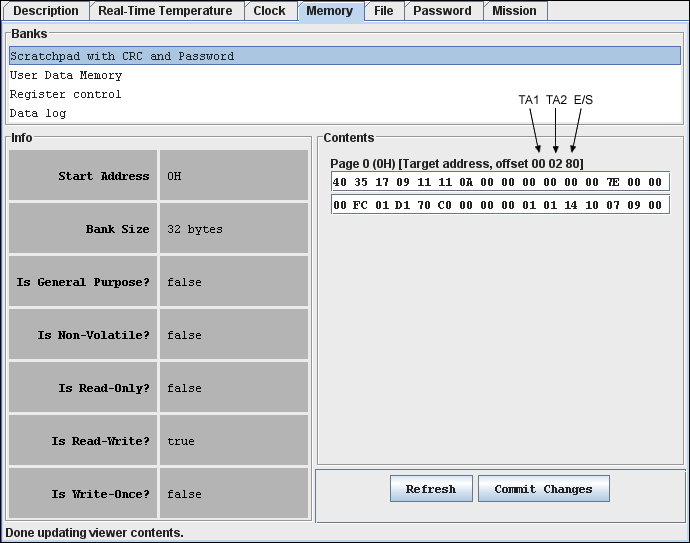 Description Real-Time Temperature Clock Memory File Password Mission
Banks
Scratchpad with CRC and Password
User Data Memory
Register control
Data log
TA1 TA2 E/S
Info
Start Address 0H
Bank Size 32 bytes
Is General Purpose? false
Is Non-Volatile? false
Is Read-Only? false
Is Read-Write? true
Is Write-Once? false
Contents
Page 0 (0H) [Target address, offset 00 02 80]
40 35 17 09 11 11 0A 00 00 00 00 00 00 7E 00 00
00 FC 01 D1 70 C0 00 00 00 01 01 14 10 07 09 00
Refresh Commit Changes
Done updating viewer contents.